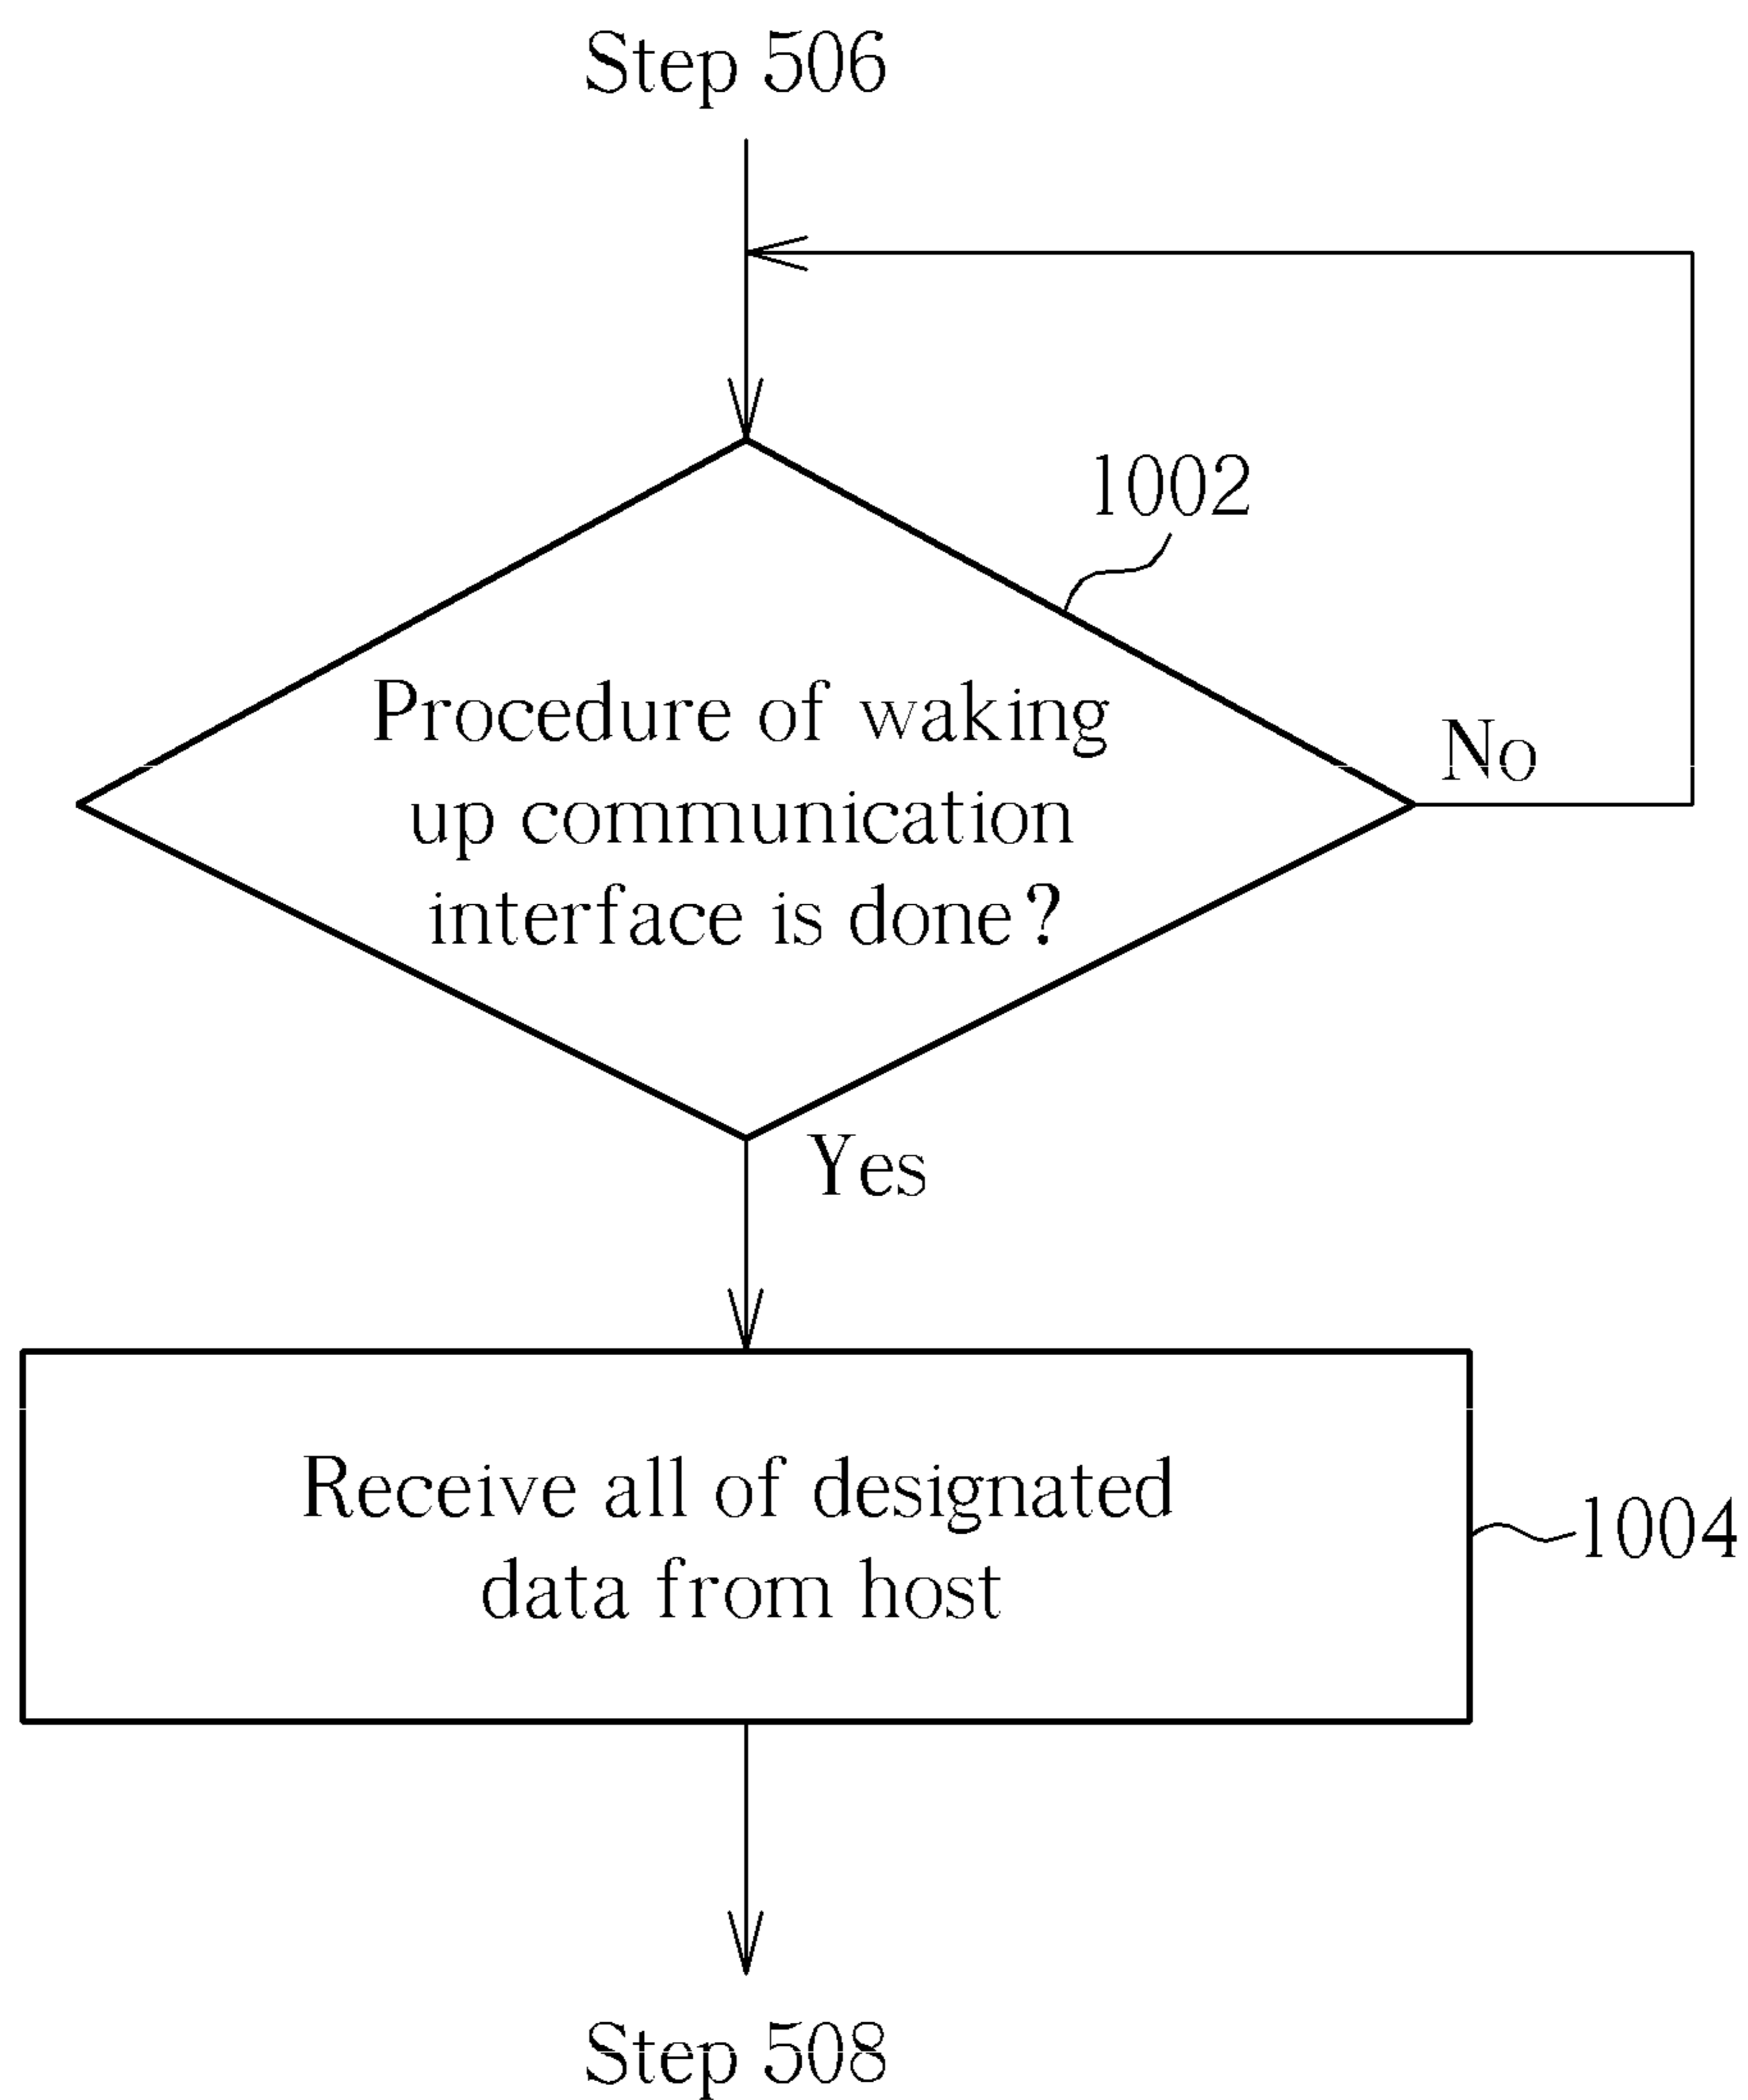 Step 506
1002
Procedure of waking
up communication
interface is done?
No
Yes
Receive all of designated
data from host
1004
Step 508